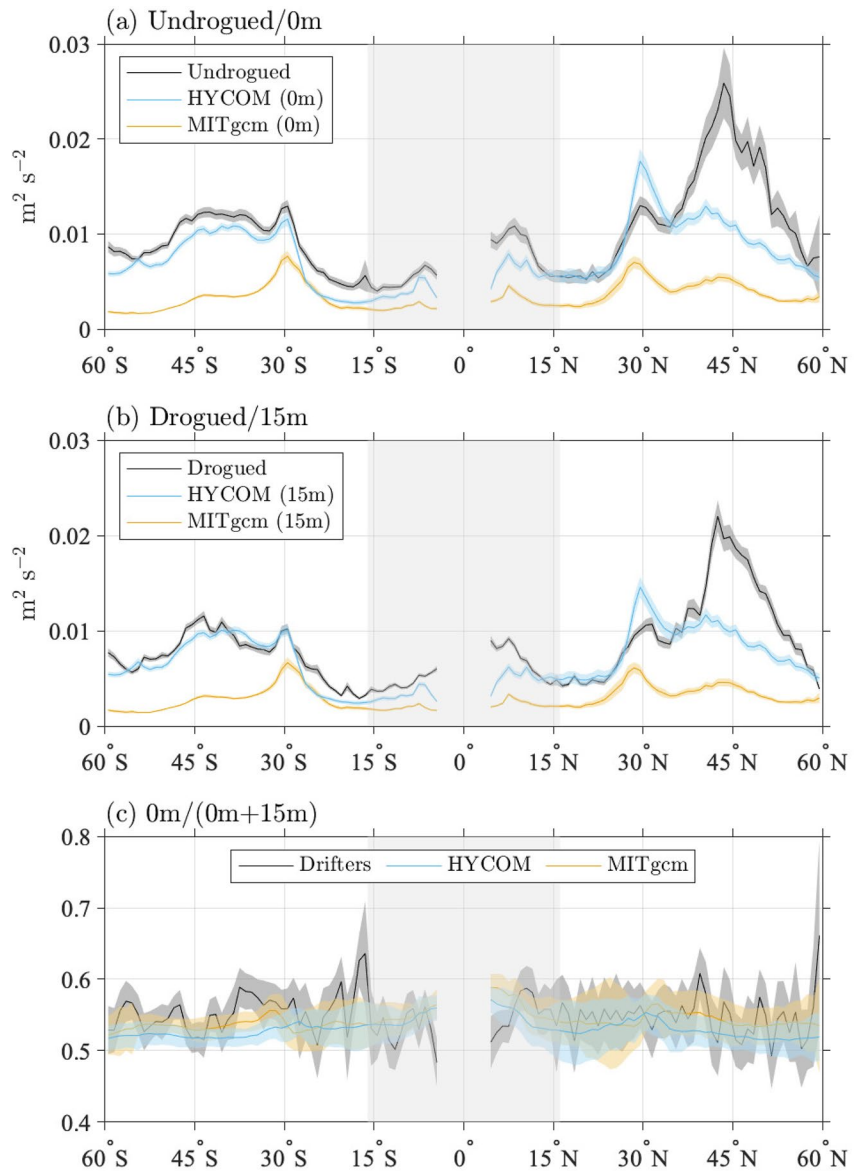 (a) Undrogued/0m
0.03
0.02
0.01
0
m² s⁻²
Undrogued
HYCOM (0m)
MITgcm (0m)
60° S 45° S 30° S 15° S 0° 15° N 30° N 45° N 60° N
(b) Drogued/15m
0.03
0.02
0.01
0
m² s⁻²
Drogued
HYCOM (15m)
MITgcm (15m)
60° S 45° S 30° S 15° S 0° 15° N 30° N 45° N 60° N
(c) 0m/(0m+15m)
0.8
0.7
0.6
0.5
0.4
Drifters HYCOM MITgcm
60° S 45° S 30° S 15° S 0° 15° N 30° N 45° N 60° N